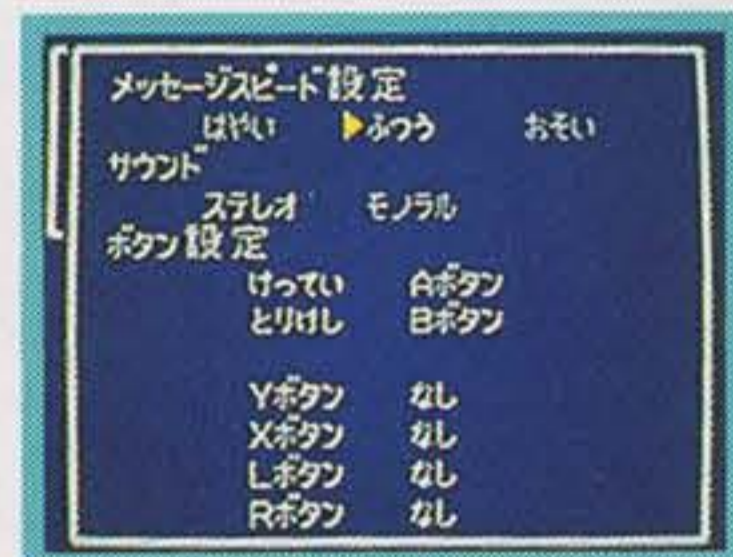 メッセージスピード設定
はやい ▶ふつう おそい
サウンド
ステレオ モノラル
ボタン設定
けってい Aボタン
とりけし Bボタン
Yボタン なし
Xボタン なし
Lボタン なし
Rボタン なし